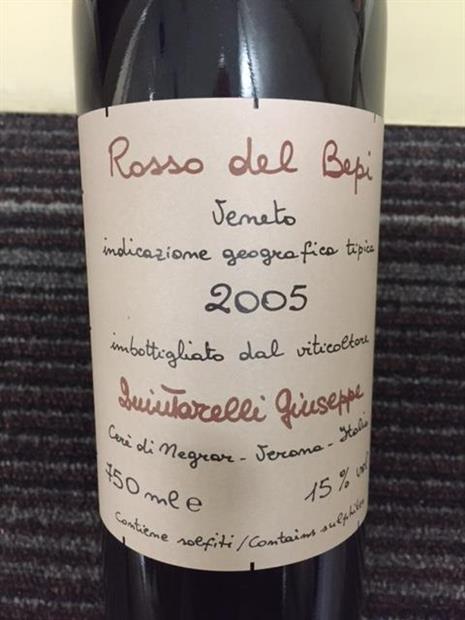 Rosso del Bepi
Veneto
indicazione geografica tipica
2005
imbottigliato dal viticoltore
Quintarelli Giuseppe
Cerè di Negrar - Verona - Italia
750 ml e 15% vol
Contiene solfiti/Contains sulphites